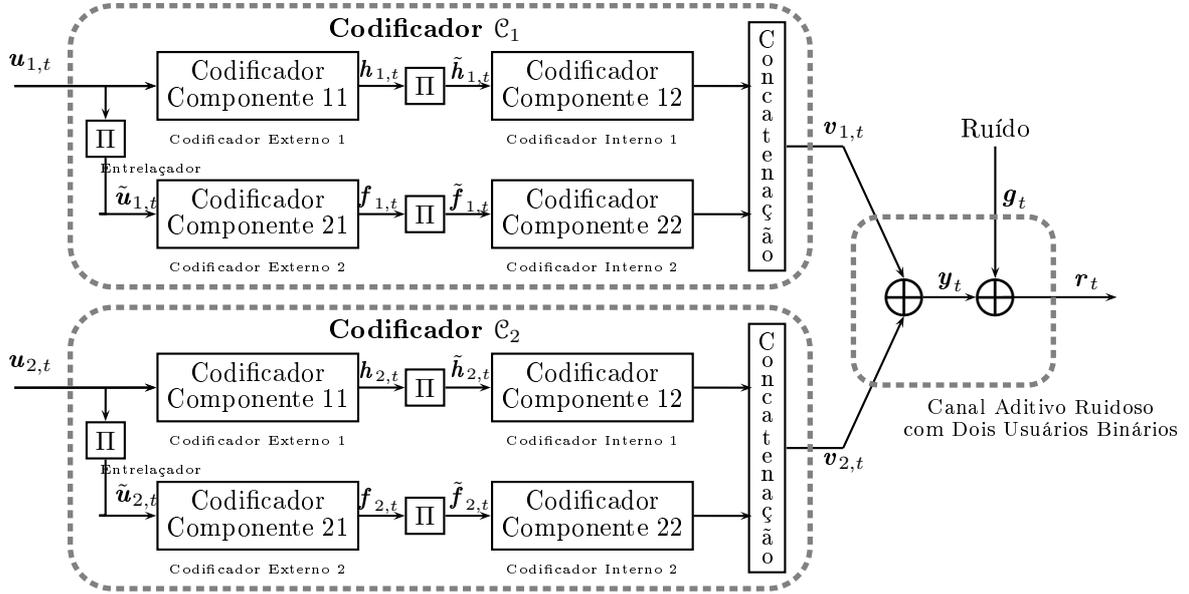 Codificador 𝒞₁
u₁,ₜ
Codificador
Componente 11
h₁,ₜ
Π
h̃₁,ₜ
Codificador
Componente 12
Codificador Externo 1
Codificador Interno 1
Π
Entrelaçador
ũ₁,ₜ
Codificador
Componente 21
f₁,ₜ
Π
f̃₁,ₜ
Codificador
Componente 22
Codificador Externo 2
Codificador Interno 2
Concatenação
v₁,ₜ
Ruído
gₜ
yₜ
rₜ
Canal Aditivo Ruidoso
com Dois Usuários Binários
Codificador 𝒞₂
u₂,ₜ
Codificador
Componente 11
h₂,ₜ
Π
h̃₂,ₜ
Codificador
Componente 12
Codificador Externo 1
Codificador Interno 1
Π
Entrelaçador
ũ₂,ₜ
Codificador
Componente 21
f₂,ₜ
Π
f̃₂,ₜ
Codificador
Componente 22
Codificador Externo 2
Codificador Interno 2
Concatenação
v₂,ₜ